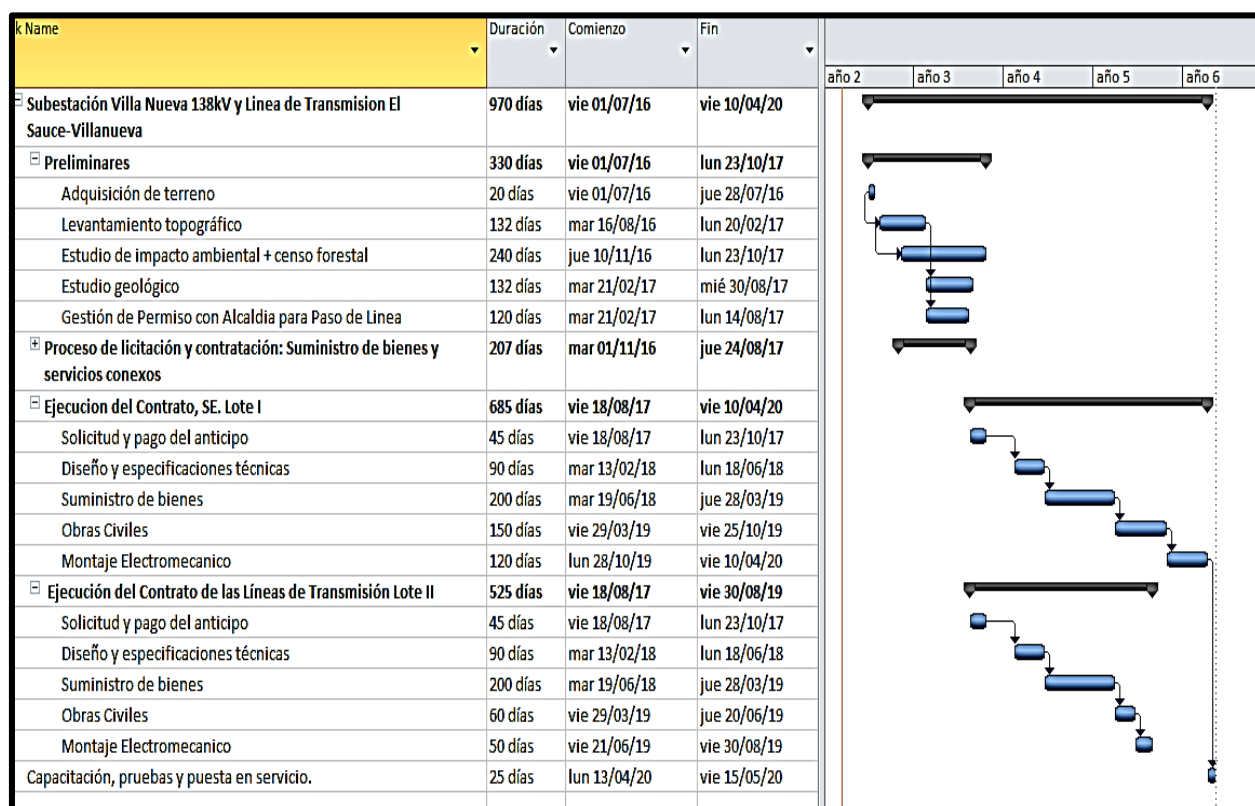 k Name Duración Comienzo Fin
año 2 año 3 año 4 año 5 año 6
Subestación Villa Nueva 138kV y Linea de Transmision El 970 días vie 01/07/16 vie 10/04/20
Sauce-Villanueva
Preliminares 330 días vie 01/07/16 lun 23/10/17
Adquisición de terreno 20 días vie 01/07/16 jue 28/07/16
Levantamiento topográfico 132 días mar 16/08/16 lun 20/02/17
Estudio de impacto ambiental + censo forestal 240 días jue 10/11/16 lun 23/10/17
Estudio geológico 132 días mar 21/02/17 mié 30/08/17
Gestión de Permiso con Alcaldia para Paso de Linea 120 días mar 21/02/17 lun 14/08/17
Proceso de licitación y contratación: Suministro de bienes y 207 días mar 01/11/16 jue 24/08/17
servicios conexos
Ejecucion del Contrato, SE. Lote I 685 días vie 18/08/17 vie 10/04/20
Solicitud y pago del anticipo 45 días vie 18/08/17 lun 23/10/17
Diseño y especificaciones técnicas 90 días mar 13/02/18 lun 18/06/18
Suministro de bienes 200 días mar 19/06/18 jue 28/03/19
Obras Civiles 150 días vie 29/03/19 vie 25/10/19
Montaje Electromecanico 120 días lun 28/10/19 vie 10/04/20
Ejecución del Contrato de las Líneas de Transmisión Lote II 525 días vie 18/08/17 vie 30/08/19
Solicitud y pago del anticipo 45 días vie 18/08/17 lun 23/10/17
Diseño y especificaciones técnicas 90 días mar 13/02/18 lun 18/06/18
Suministro de bienes 200 días mar 19/06/18 jue 28/03/19
Obras Civiles 60 días vie 29/03/19 jue 20/06/19
Montaje Electromecanico 50 días vie 21/06/19 vie 30/08/19
Capacitación, pruebas y puesta en servicio. 25 días lun 13/04/20 vie 15/05/20